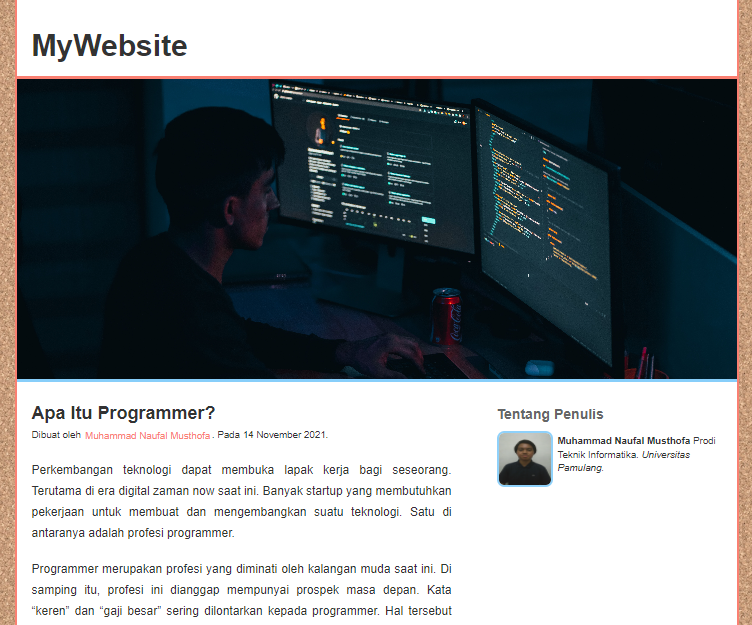 MyWebsite
Coca-Cola
Apa Itu Programmer?
Dibuat oleh Muhammad Naufal Musthofa. Pada 14 November 2021.
Perkembangan teknologi dapat membuka lapak kerja bagi seseorang.
Terutama di era digital zaman now saat ini. Banyak startup yang membutuhkan
pekerjaan untuk membuat dan mengembangkan suatu teknologi. Satu di
antaranya adalah profesi programmer.
Programmer merupakan profesi yang diminati oleh kalangan muda saat ini. Di
samping itu, profesi ini dianggap mempunyai prospek masa depan. Kata
“keren” dan “gaji besar” sering dilontarkan kepada programmer. Hal tersebut
Tentang Penulis
Muhammad Naufal Musthofa Prodi
Teknik Informatika. Universitas
Pamulang.